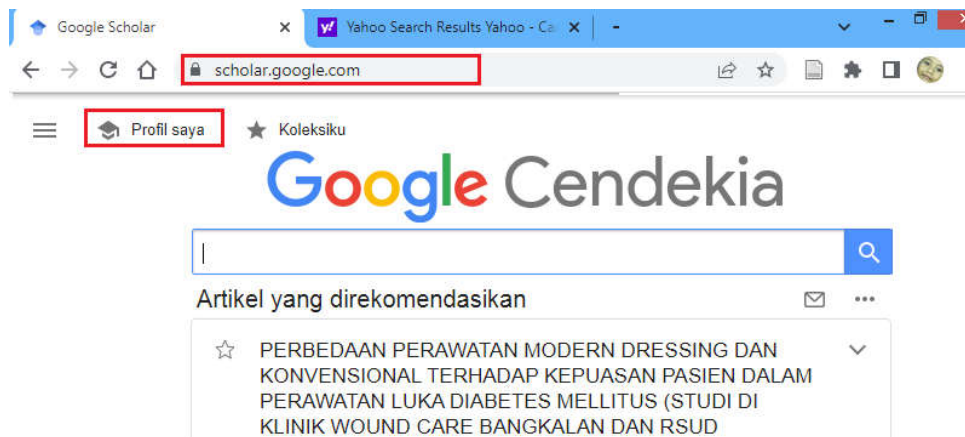 Google Scholar
Yahoo Search Results Yahoo - Ca
scholar.google.com
Profil saya
Koleksiku
Google Cendekia
Artikel yang direkomendasikan
PERBEDAAN PERAWATAN MODERN DRESSING DAN
KONVENSIONAL TERHADAP KEPUASAN PASIEN DALAM
PERAWATAN LUKA DIABETES MELLITUS (STUDI DI
KLINIK WOUND CARE BANGKALAN DAN RSUD